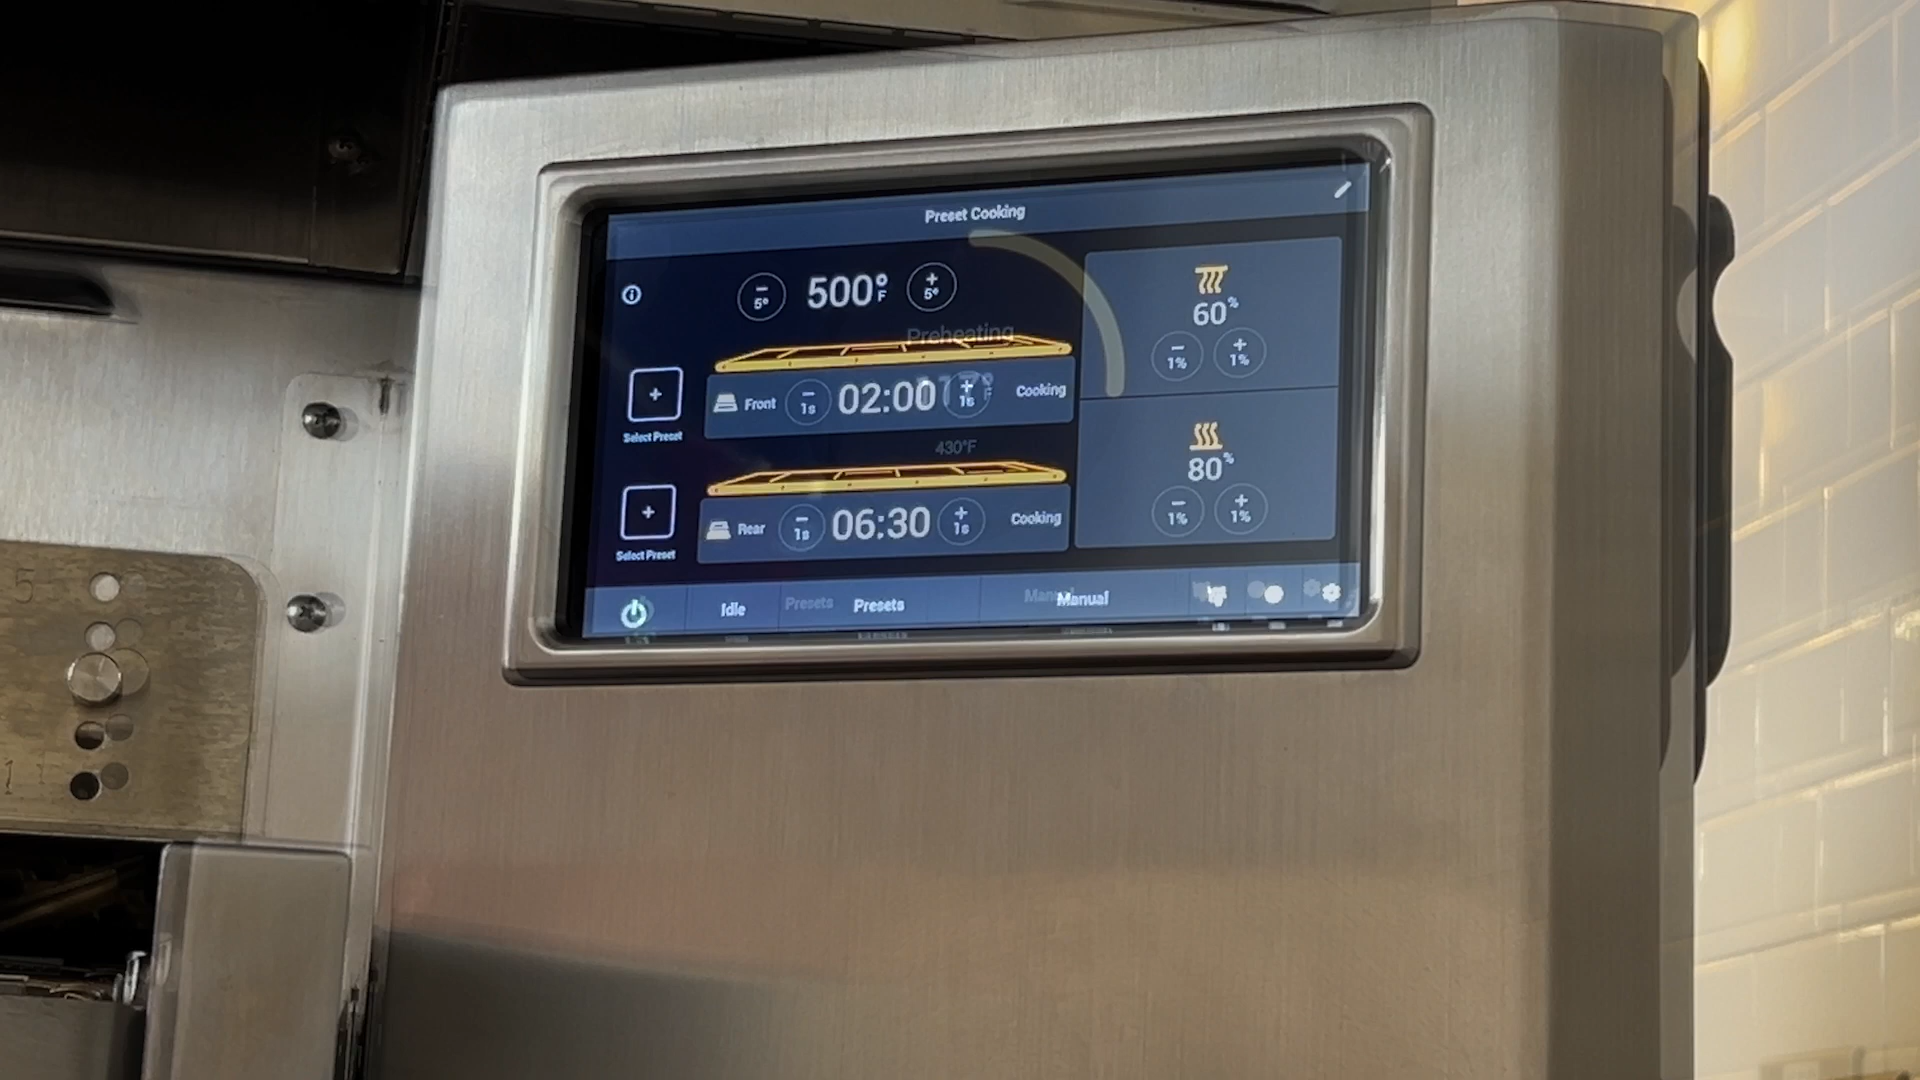 Preset Cooking
− 5° 500°F + 5°
Preheating
60%
− 1% + 1%
Front − 1s 02:00 + 1s Cooking
Select Preset
430°F
80%
− 1% + 1%
Rear − 1s 06:30 + 1s Cooking
Select Preset
Idle Presets Presets Manual Manual
5